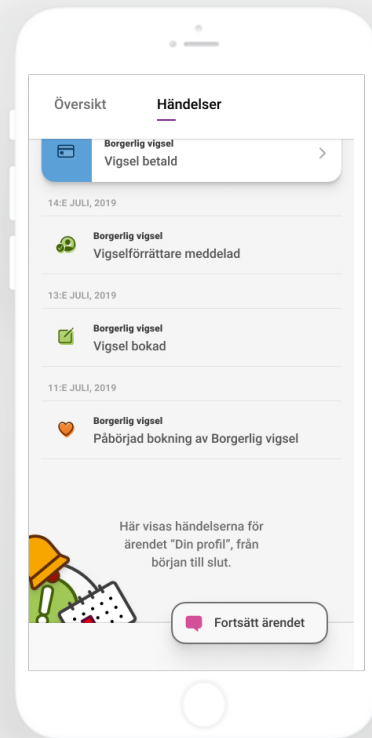 Översikt Händelser
Borgerlig vigsel
Vigsel betald
14:E JULI, 2019
Borgerlig vigsel
Vigselförrättare meddelad
13:E JULI, 2019
Borgerlig vigsel
Vigsel bokad
11:E JULI, 2019
Borgerlig vigsel
Påbörjad bokning av Borgerlig vigsel
Här visas händelserna för
ärendet ”Din profil”, från
början till slut.
Fortsätt ärendet